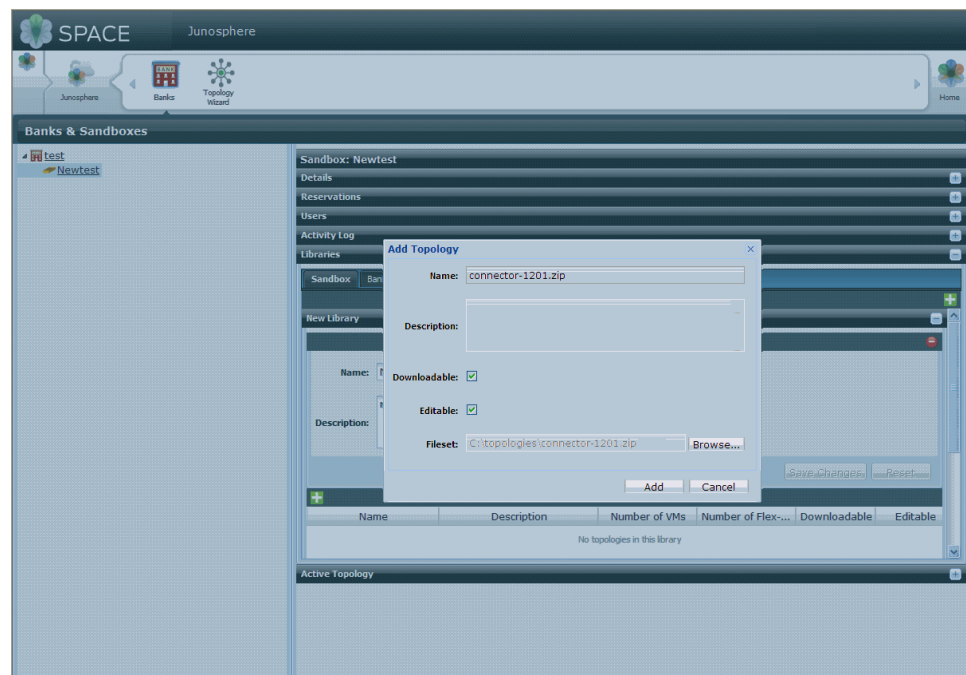 SPACE Junosphere
Junosphere
BANK
Banks
Topology
Wizard
Home
Banks & Sandboxes
test
Newtest
Sandbox: Newtest
Details
Reservations
Users
Activity Log
Libraries
Sandbox
New Library
Name:
Description:
Add Topology
Name: connector-1201.zip
Description:
Downloadable:
Editable:
Fileset: C:\topologies\connector-1201.zip Browse...
Add Cancel
Save Changes Reset
Name Description Number of VMs Number of Flex-... Downloadable Editable
No topologies in this library
Active Topology